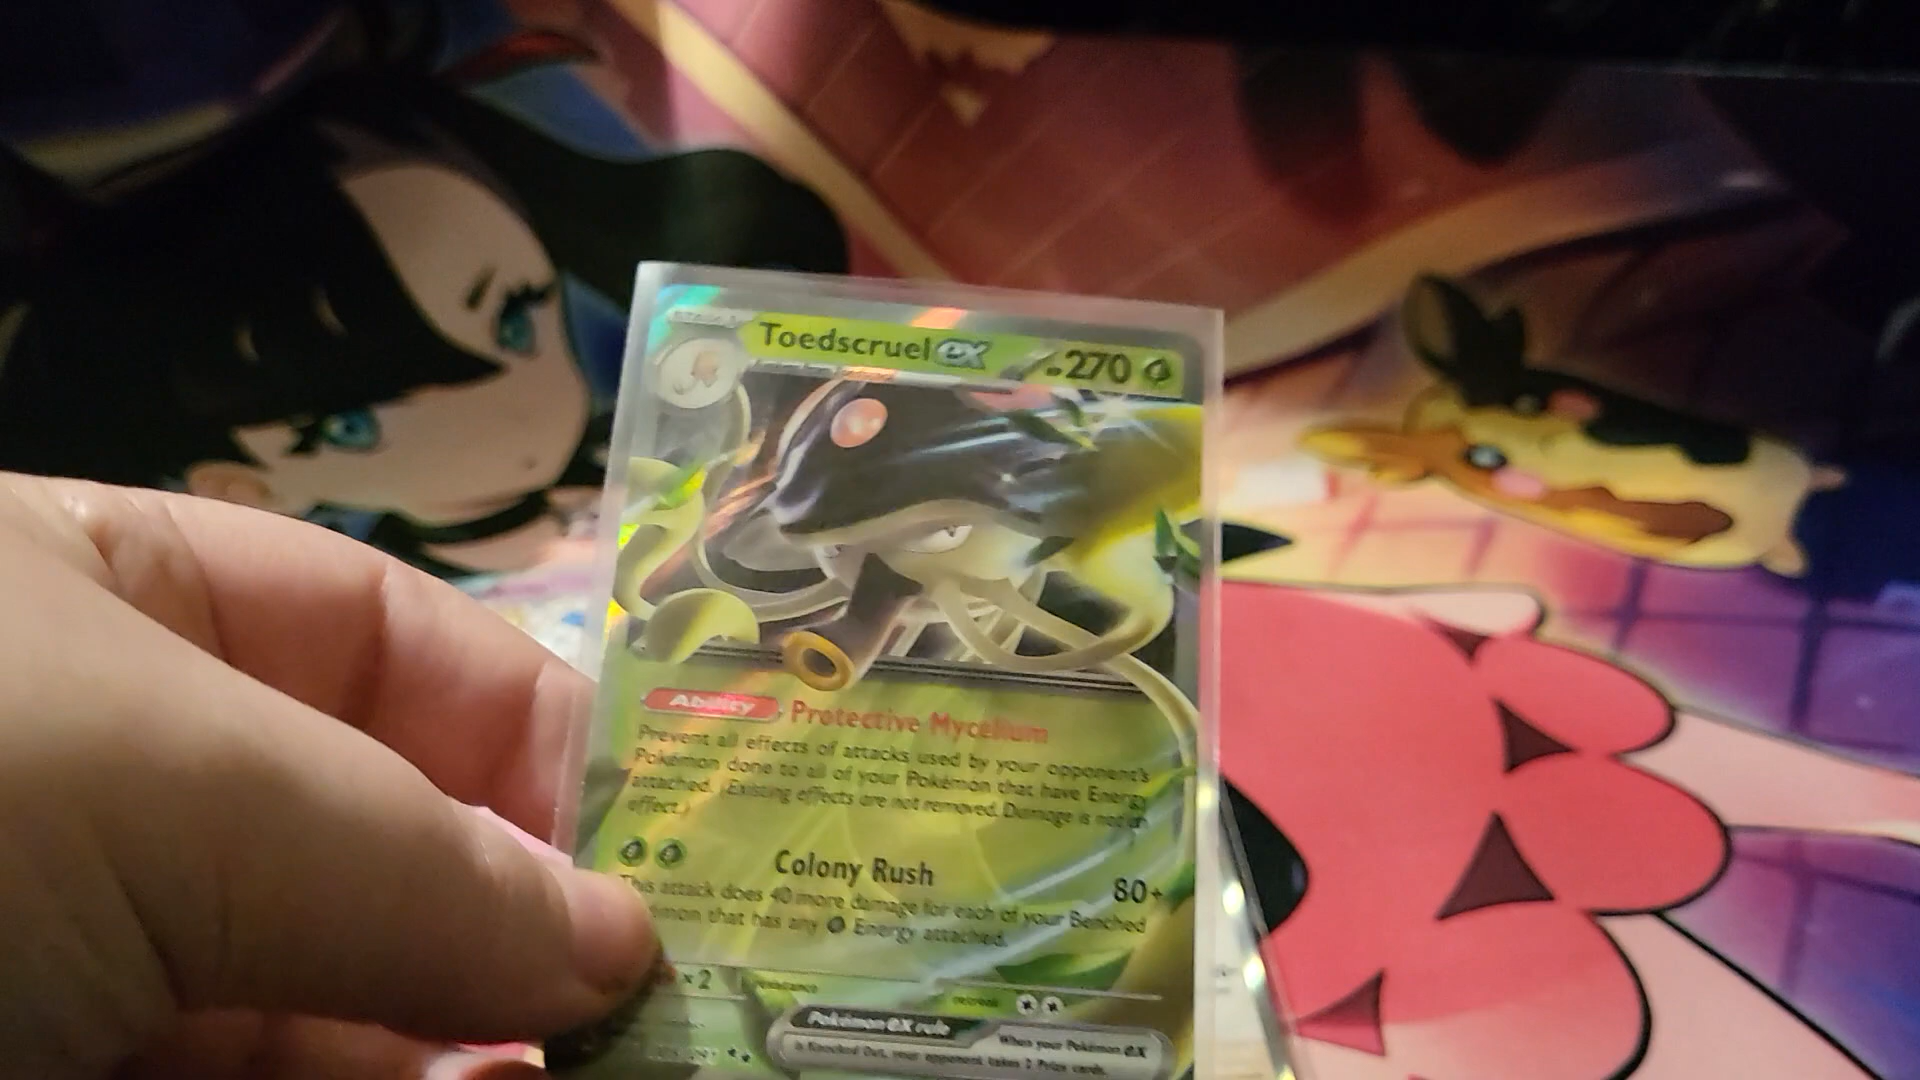 Toedscruel ex 270
Ability Protective Mycelium
Prevent all effects of attacks used by your opponent's
Pokémon done to all of your Pokémon that have Energy
attached. (Existing effects are not removed. Damage is not an
effect.)
Colony Rush 80+
This attack does 40 more damage for each of your Benched
that has any Energy attached.
×2 resistance retreat
Pokémon ex rule When your Pokémon ex
is Knocked Out, your opponent takes 2 Prize cards.